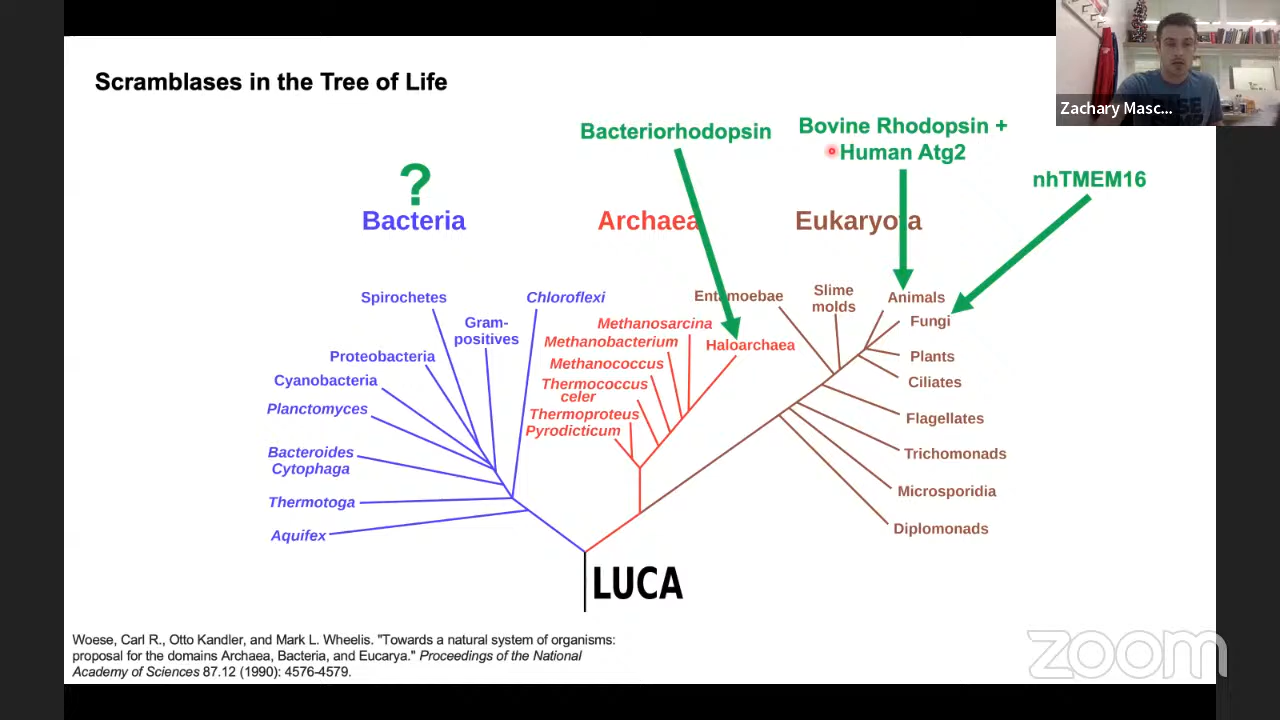 Zachary Masc...
Scramblases in the Tree of Life
Bacteriorhodopsin
Bovine Rhodopsin +
Human Atg2
nhTMEM16
?
Bacteria
Archaea
Eukaryota
Spirochetes
Chloroflexi
Gram-
positives
Proteobacteria
Cyanobacteria
Planctomyces
Bacteroides
Cytophaga
Thermotoga
Aquifex
Methanosarcina
Methanobacterium
Haloarchaea
Methanococcus
Thermococcus
celer
Thermoproteus
Pyrodicticum
Entamoebae
Slime
molds
Animals
Fungi
Plants
Ciliates
Flagellates
Trichomonads
Microsporidia
Diplomonads
LUCA
Woese, Carl R., Otto Kandler, and Mark L. Wheelis. "Towards a natural system of organisms:
proposal for the domains Archaea, Bacteria, and Eucarya." Proceedings of the National
Academy of Sciences 87.12 (1990): 4576-4579.
zoom